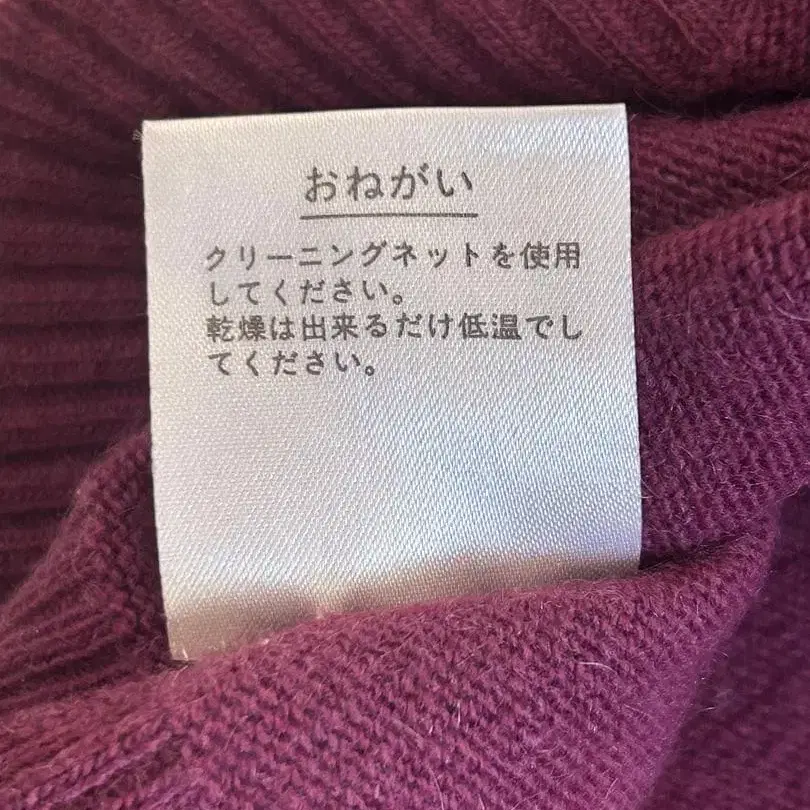 おねがい
クリーニングネットを使用
してください。
乾燥は出来るだけ低温でし
てください。